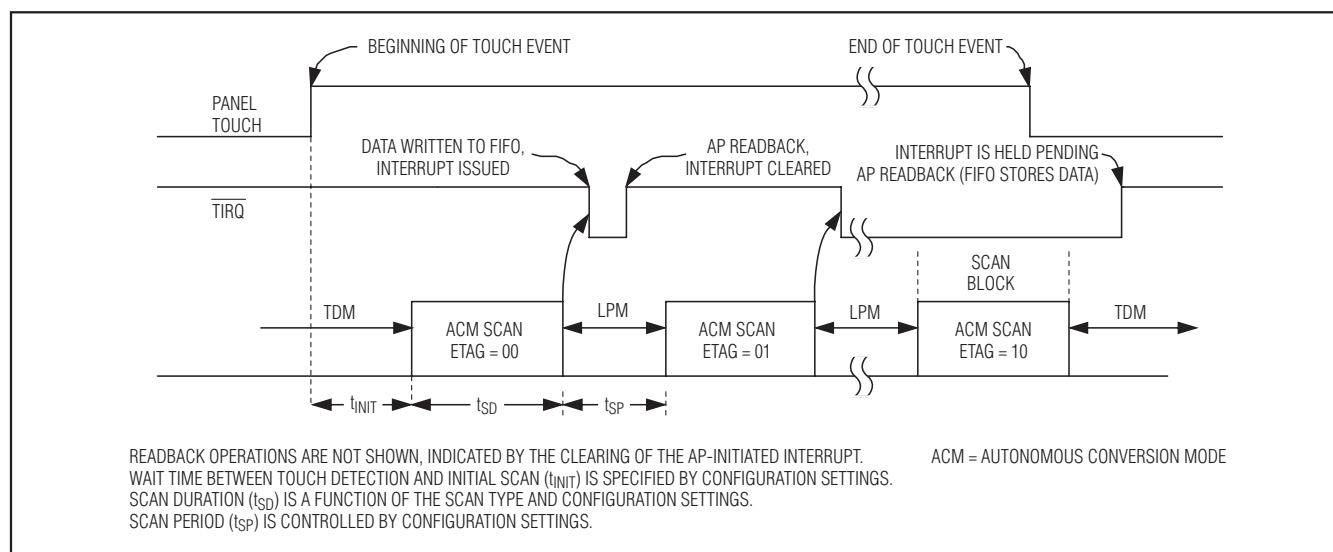 BEGINNING OF TOUCH EVENT
END OF TOUCH EVENT
PANEL
TOUCH
DATA WRITTEN TO FIFO,
INTERRUPT ISSUED
AP READBACK,
INTERRUPT CLEARED
INTERRUPT IS HELD PENDING
AP READBACK (FIFO STORES DATA)
TIRQ
SCAN
BLOCK
TDM
ACM SCAN
ETAG = 00
LPM
ACM SCAN
ETAG = 01
LPM
ACM SCAN
ETAG = 10
TDM
tINIT
tSD
tSP
READBACK OPERATIONS ARE NOT SHOWN, INDICATED BY THE CLEARING OF THE AP-INITIATED INTERRUPT.
ACM = AUTONOMOUS CONVERSION MODE
WAIT TIME BETWEEN TOUCH DETECTION AND INITIAL SCAN (tINIT) IS SPECIFIED BY CONFIGURATION SETTINGS.
SCAN DURATION (tSD) IS A FUNCTION OF THE SCAN TYPE AND CONFIGURATION SETTINGS.
SCAN PERIOD (tSP) IS CONTROLLED BY CONFIGURATION SETTINGS.